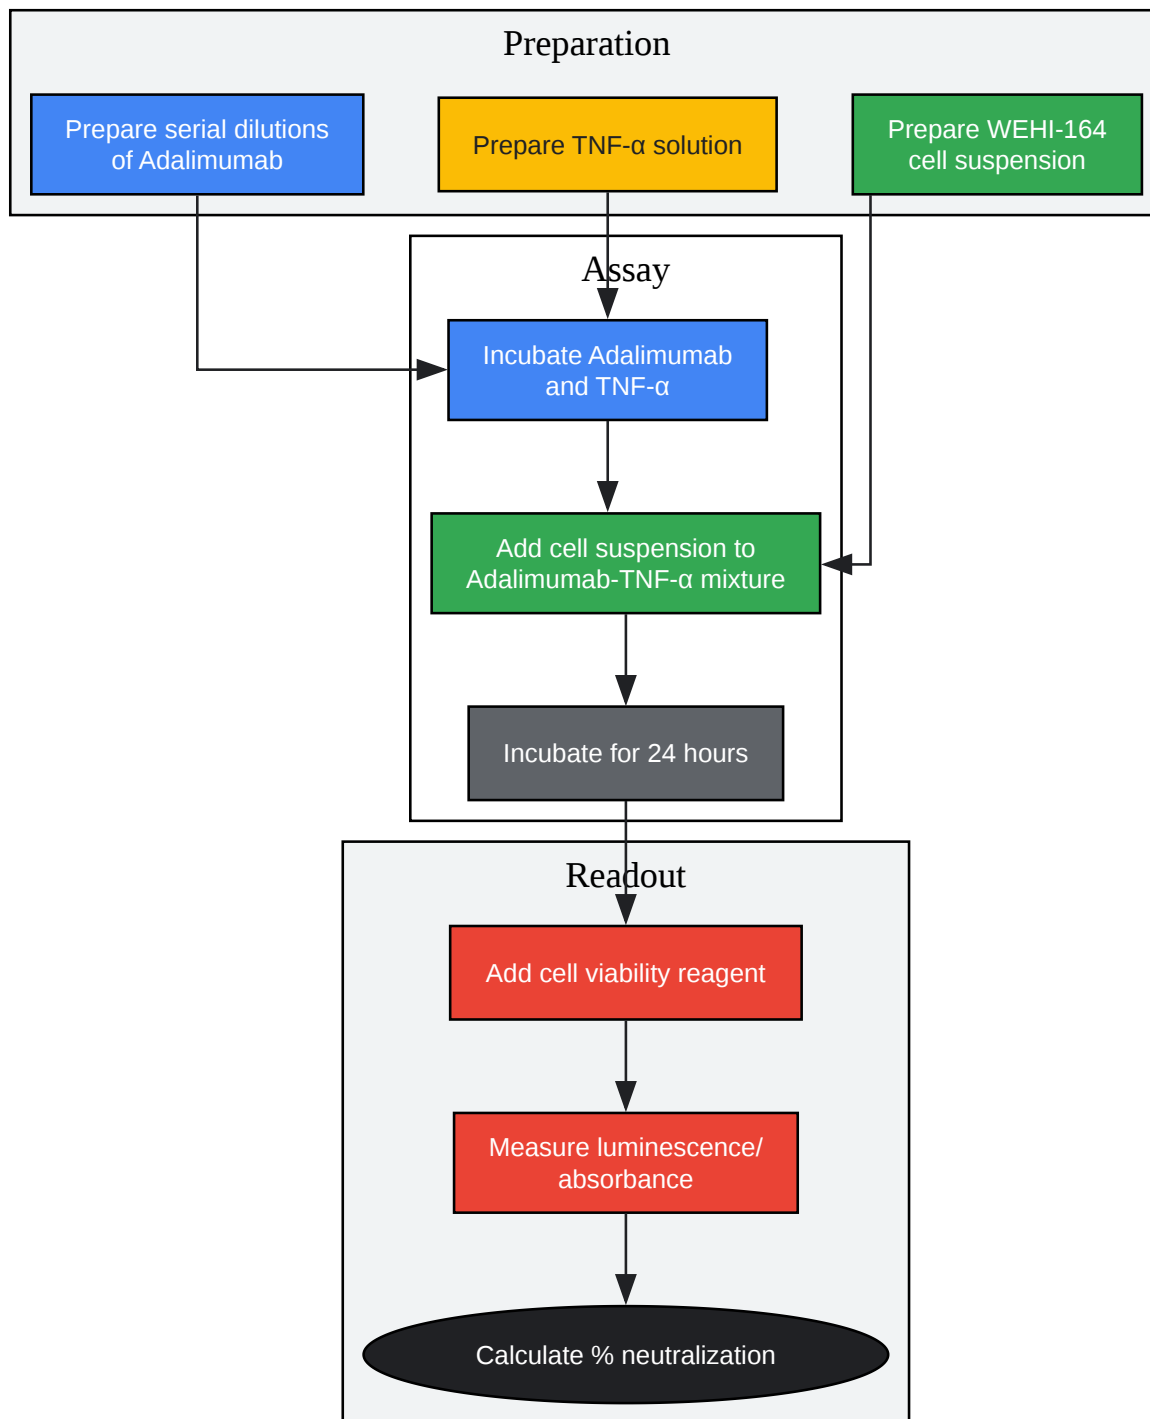 Preparation
Prepare serial dilutions
of Adalimumab
Prepare TNF-α solution
Prepare WEHI-164
cell suspension
Assay
Incubate Adalimumab
and TNF-α
Add cell suspension to
Adalimumab-TNF-α mixture
Incubate for 24 hours
Readout
Add cell viability reagent
Measure luminescence/
absorbance
Calculate % neutralization